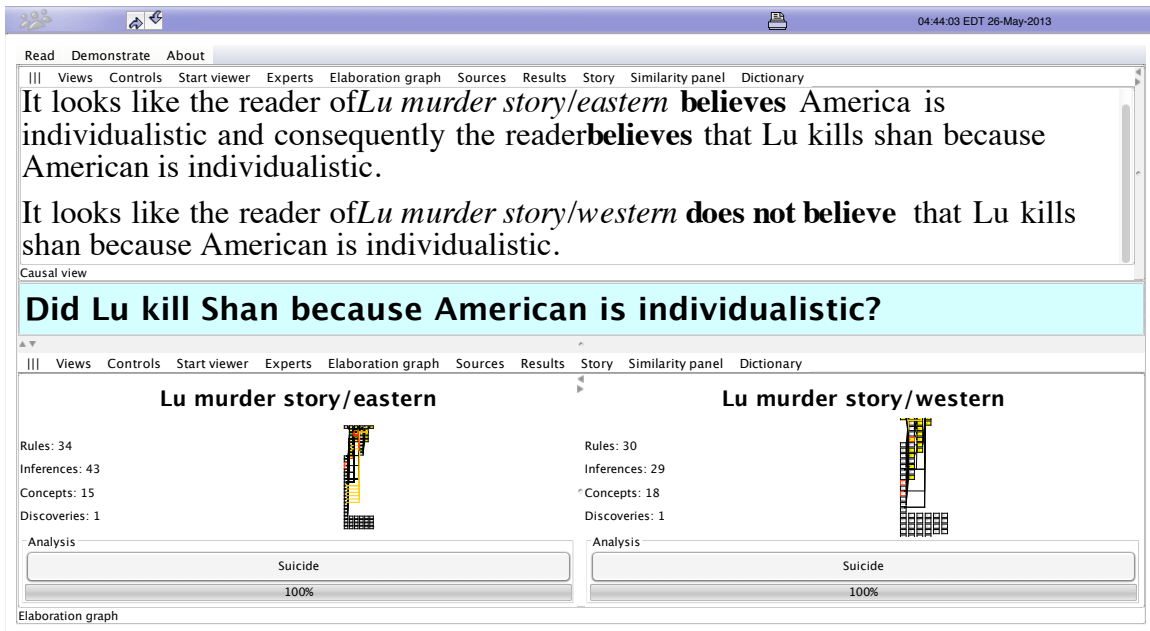 04:44:03 EDT 26-May-2013
Read Demonstrate About
||| Views Controls Start viewer Experts Elaboration graph Sources Results Story Similarity panel Dictionary
It looks like the reader ofLu murder story/eastern believes America is
individualistic and consequently the readerbelieves that Lu kills shan because
American is individualistic.
It looks like the reader ofLu murder story/western does not believe that Lu kills
shan because American is individualistic.
Causal view
Did Lu kill Shan because American is individualistic?
||| Views Controls Start viewer Experts Elaboration graph Sources Results Story Similarity panel Dictionary
Lu murder story/eastern
Rules: 34
Inferences: 43
Concepts: 15
Discoveries: 1
Analysis
Suicide
100%
Lu murder story/western
Rules: 30
Inferences: 29
Concepts: 18
Discoveries: 1
Analysis
Suicide
100%
Elaboration graph